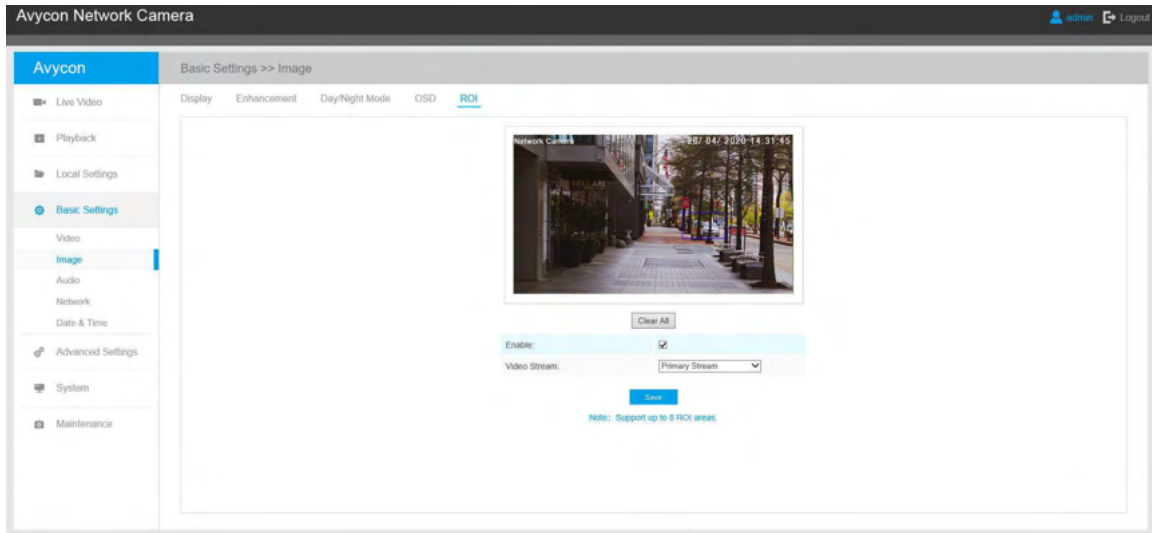 Avycon Network Camera
admin Logout
Avycon
Basic Settings >> Image
Live Video
Playback
Local Settings
Basic Settings
Video
Image
Audio
Network
Date & Time
Advanced Settings
System
Maintenance
Display Enhancement Day/Night Mode OSD ROI
Network Camera 26/ 04/ 2020 14:31:45
Clear All
Enable:
Video Stream: Primary Stream
Save
Note: Support up to 8 ROI areas.